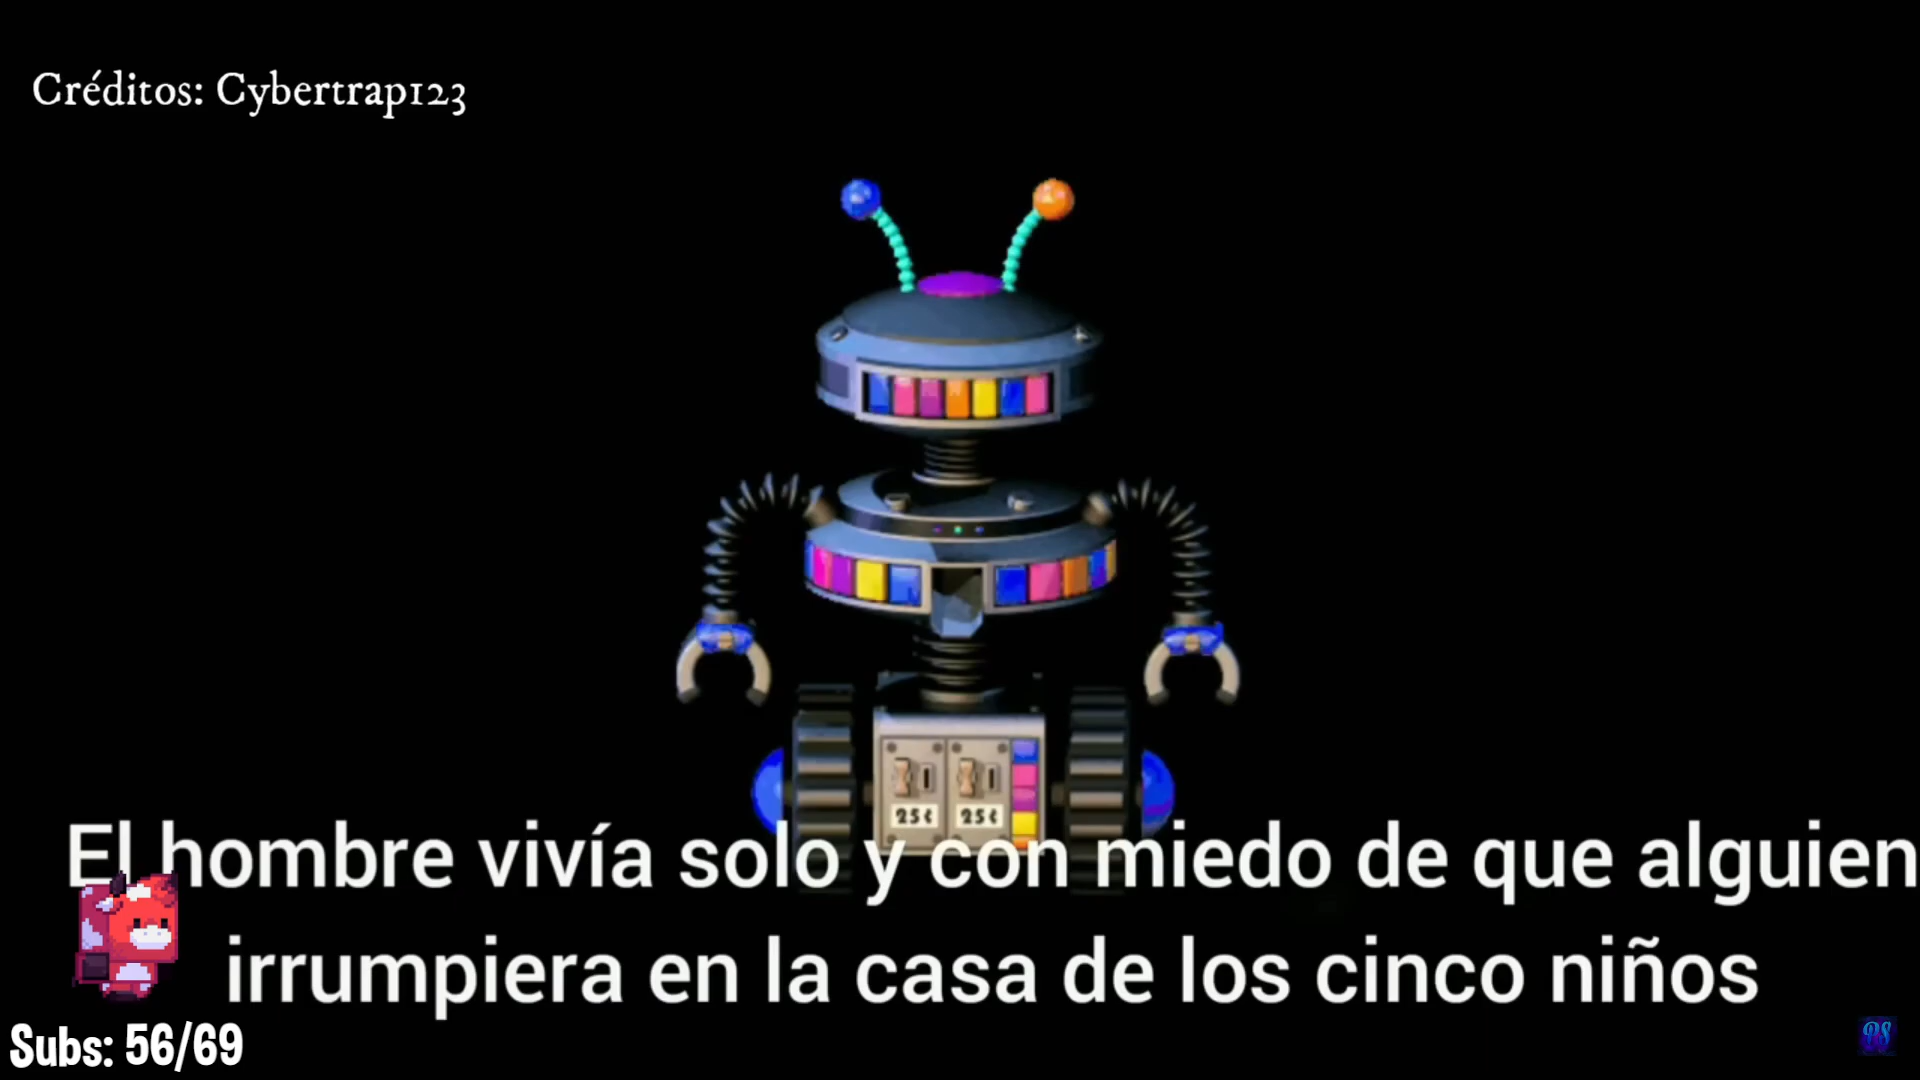 Créditos: Cybertrap123
25¢ 25¢
El hombre vivía solo y con miedo de que alguien
irrumpiera en la casa de los cinco niños
Subs: 56/69
BS